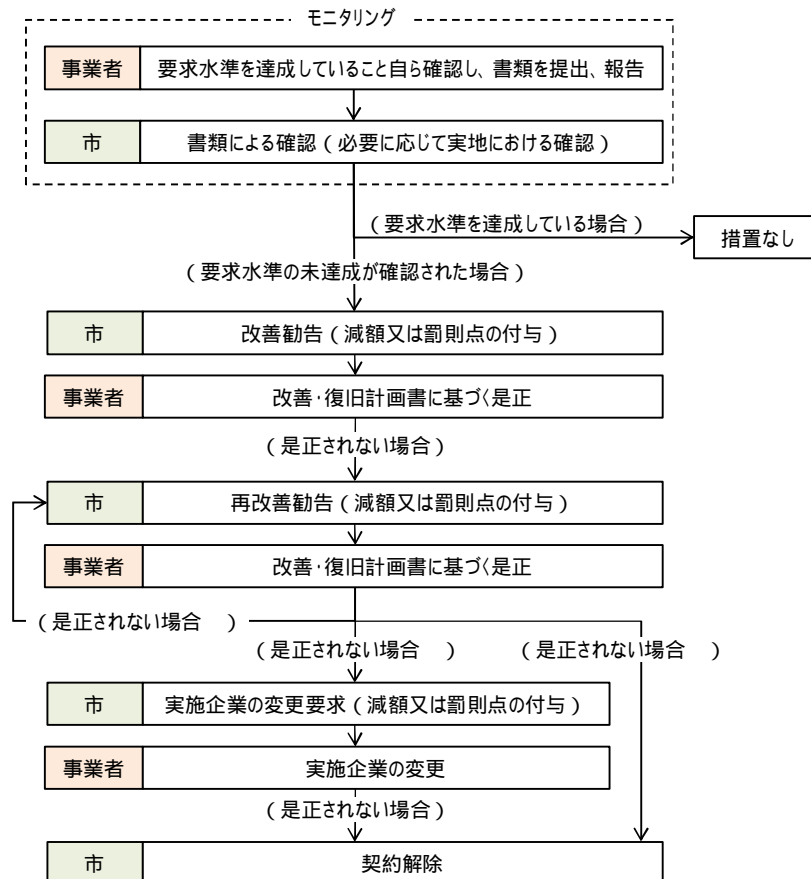 モニタリング
事業者 要求水準を達成していること自ら確認し、書類を提出、報告
市 書類による確認(必要に応じて実地における確認)
(要求水準を達成している場合)
措置なし
(要求水準の未達成が確認された場合)
市 改善勧告(減額又は罰則点の付与)
事業者 改善・復旧計画書に基づく是正
(是正されない場合)
市 再改善勧告(減額又は罰則点の付与)
事業者 改善・復旧計画書に基づく是正
(是正されない場合 )
(是正されない場合 ) (是正されない場合 )
市 実施企業の変更要求(減額又は罰則点の付与)
事業者 実施企業の変更
(是正されない場合)
市 契約解除